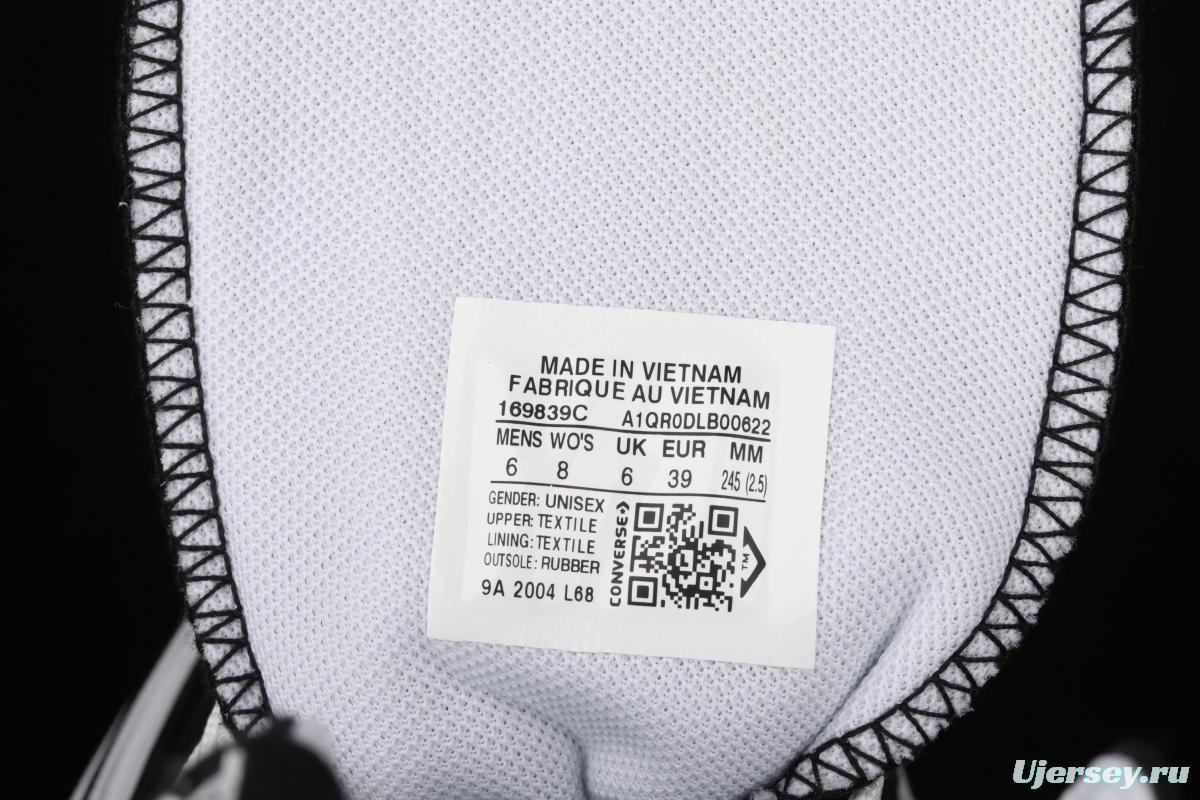 MADE IN VIETNAM
FABRIQUE AU VIETNAM
169839C A1QR0DLB00622
MENS WO'S UK EUR MM
6 8 6 39 245 (2.5)
GENDER: UNISEX
UPPER: TEXTILE
LINING: TEXTILE
OUTSOLE: RUBBER
9A 2004 L68
CONVERSE
TM
Ujersey.ru